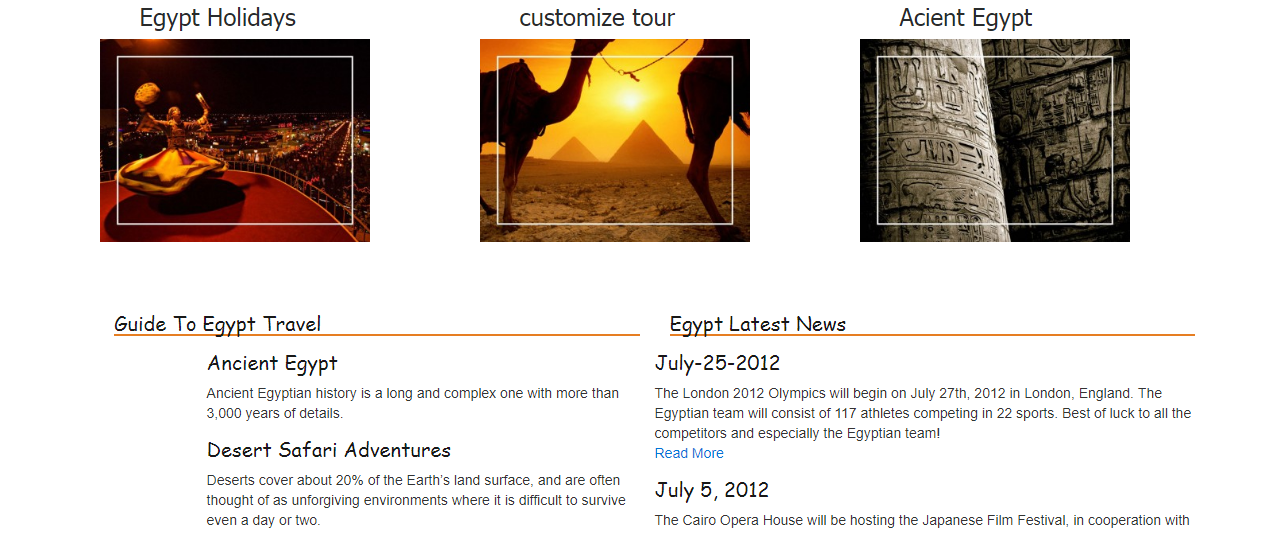 Egypt Holidays
customize tour
Acient Egypt
Guide To Egypt Travel
Ancient Egypt
Ancient Egyptian history is a long and complex one with more than
3,000 years of details.
Desert Safari Adventures
Deserts cover about 20% of the Earth’s land surface, and are often
thought of as unforgiving environments where it is difficult to survive
even a day or two.
Egypt Latest News
July-25-2012
The London 2012 Olympics will begin on July 27th, 2012 in London, England. The
Egyptian team will consist of 117 athletes competing in 22 sports. Best of luck to all the
competitors and especially the Egyptian team!
Read More
July 5, 2012
The Cairo Opera House will be hosting the Japanese Film Festival, in cooperation with